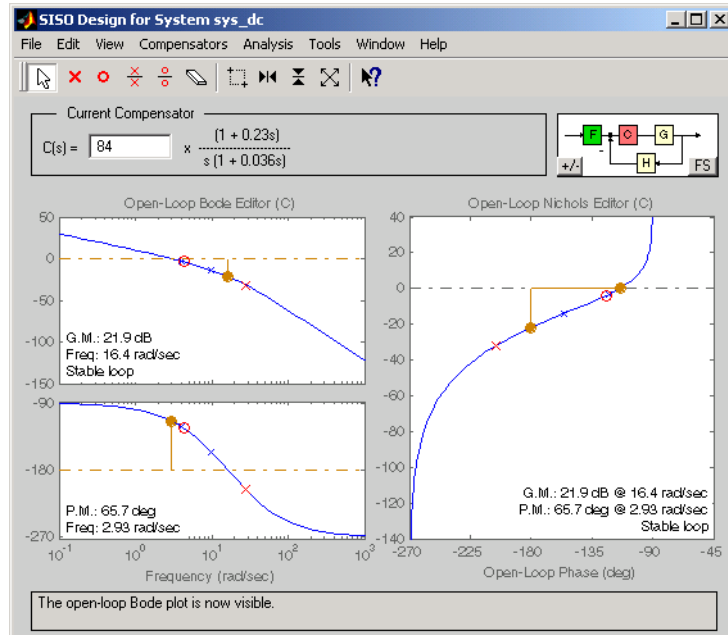 SISO Design for System sys_dc
File Edit View Compensators Analysis Tools Window Help
Current Compensator
C(s) = 84 x (1 + 0.23s)
s (1 + 0.036s)
F C G
H
+/- FS
Open-Loop Bode Editor (C)
50
0
-50
-100
-150
G.M.: 21.9 dB
Freq: 16.4 rad/sec
Stable loop
-90
-180
-270
P.M.: 65.7 deg
Freq: 2.93 rad/sec
10^-1 10^0 10^1 10^2 10^3
Frequency (rad/sec)
Open-Loop Nichols Editor (C)
40
20
0
-20
-40
-60
-80
-100
-120
-140
G.M.: 21.9 dB @ 16.4 rad/sec
P.M.: 65.7 deg @ 2.93 rad/sec
Stable loop
-270 -225 -180 -135 -90 -45
Open-Loop Phase (deg)
The open-loop Bode plot is now visible.